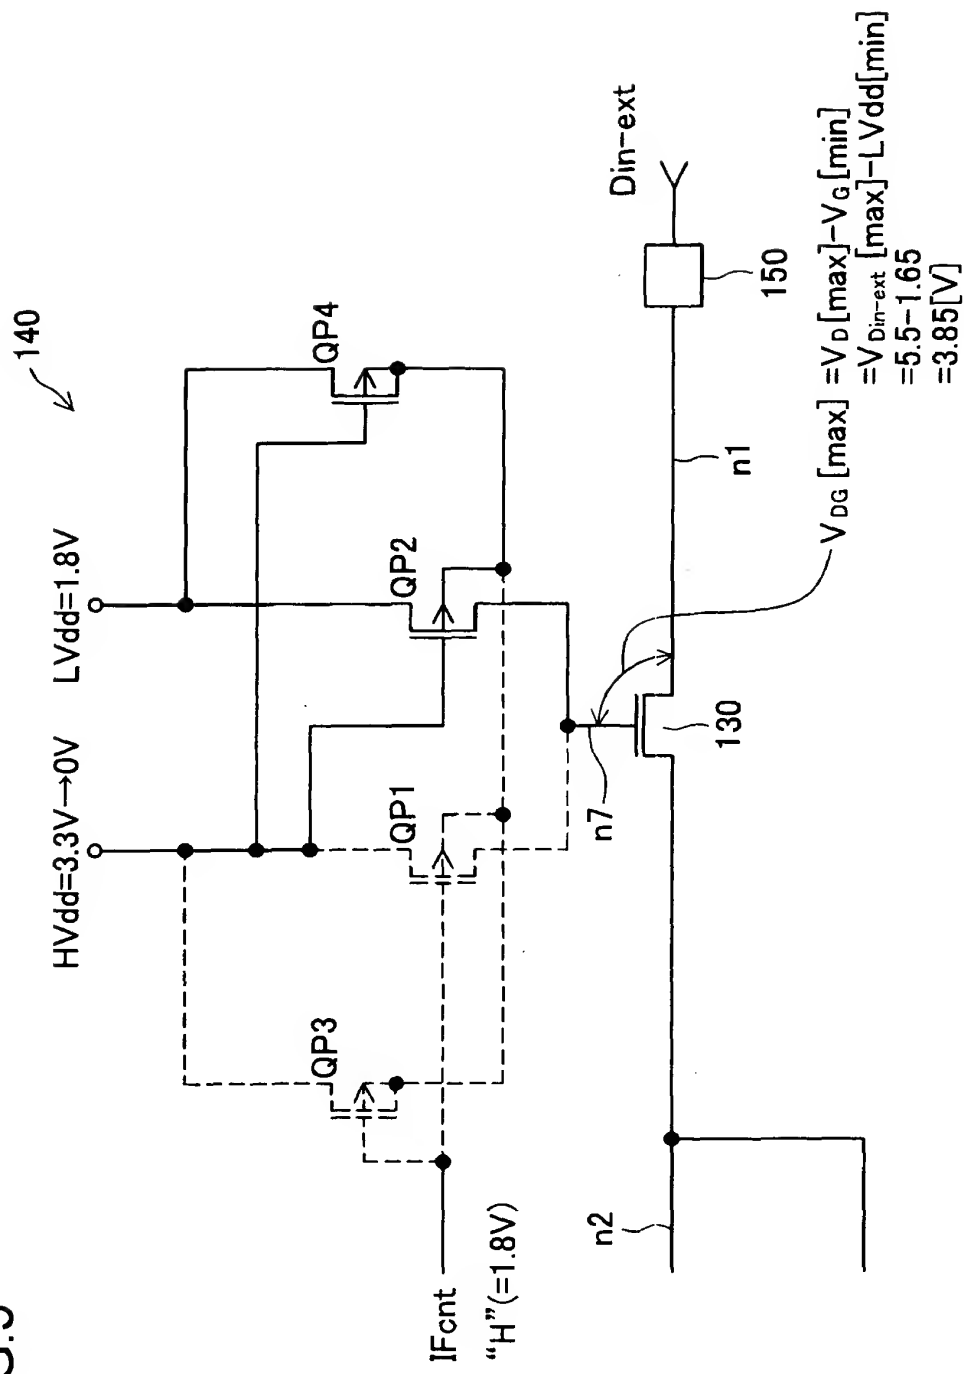 140
HVdd=3.3V→0V
LVdd=1.8V
QP3
QP1
QP2
QP4
IFcnt
"H"(=1.8V)
n7
130
n2
n1
150
Din-ext
VDG [max] =VD[max]-VG[min]
=VDin-ext [max]-LVdd[min]
=5.5-1.65
=3.85[V]